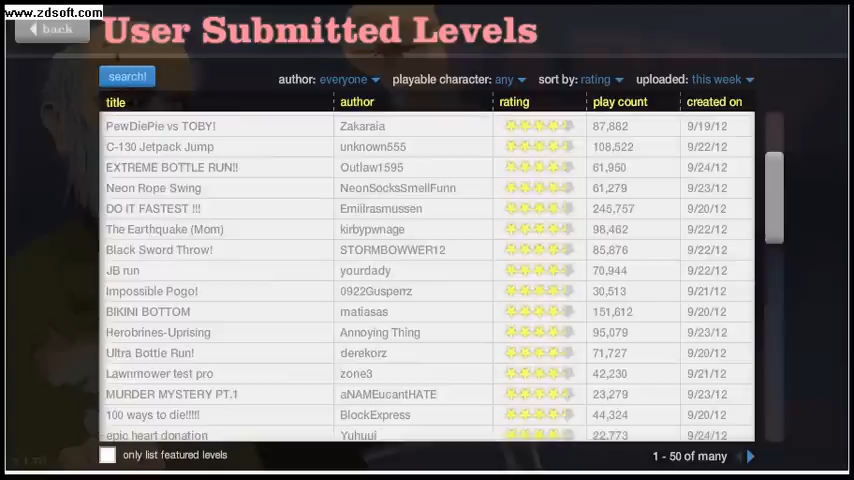 www.zdsoft.com
back
User Submitted Levels
search!
author: everyone playable character: any sort by: rating uploaded: this week
title author rating play count created on
PewDiePie vs TOBY! Zakaraia 87,882 9/19/12
C-130 Jetpack Jump unknown555 108,522 9/22/12
EXTREME BOTTLE RUN!! Outlaw1595 61,950 9/24/12
Neon Rope Swing NeonSocksSmellFunn 61,279 9/23/12
DO IT FASTEST !!! Emiilrasmussen 245,757 9/20/12
The Earthquake (Mom) kirbypwnage 98,462 9/22/12
Black Sword Throw! STORMBOWWER12 85,876 9/22/12
JB run yourdady 70,944 9/22/12
Impossible Pogo! 0922Gusperrz 30,513 9/21/12
BIKINI BOTTOM matiasas 151,612 9/20/12
Herobrines-Uprising Annoying Thing 95,079 9/23/12
Ultra Bottle Run! derekorz 71,727 9/20/12
Lawnmower test pro zone3 42,230 9/21/12
MURDER MYSTERY PT.1 aNAMEucantHATE 23,279 9/23/12
100 ways to die!!!!! BlockExpress 44,324 9/20/12
epic heart donation Yuhuui 22,773 9/24/12
only list featured levels 1 - 50 of many